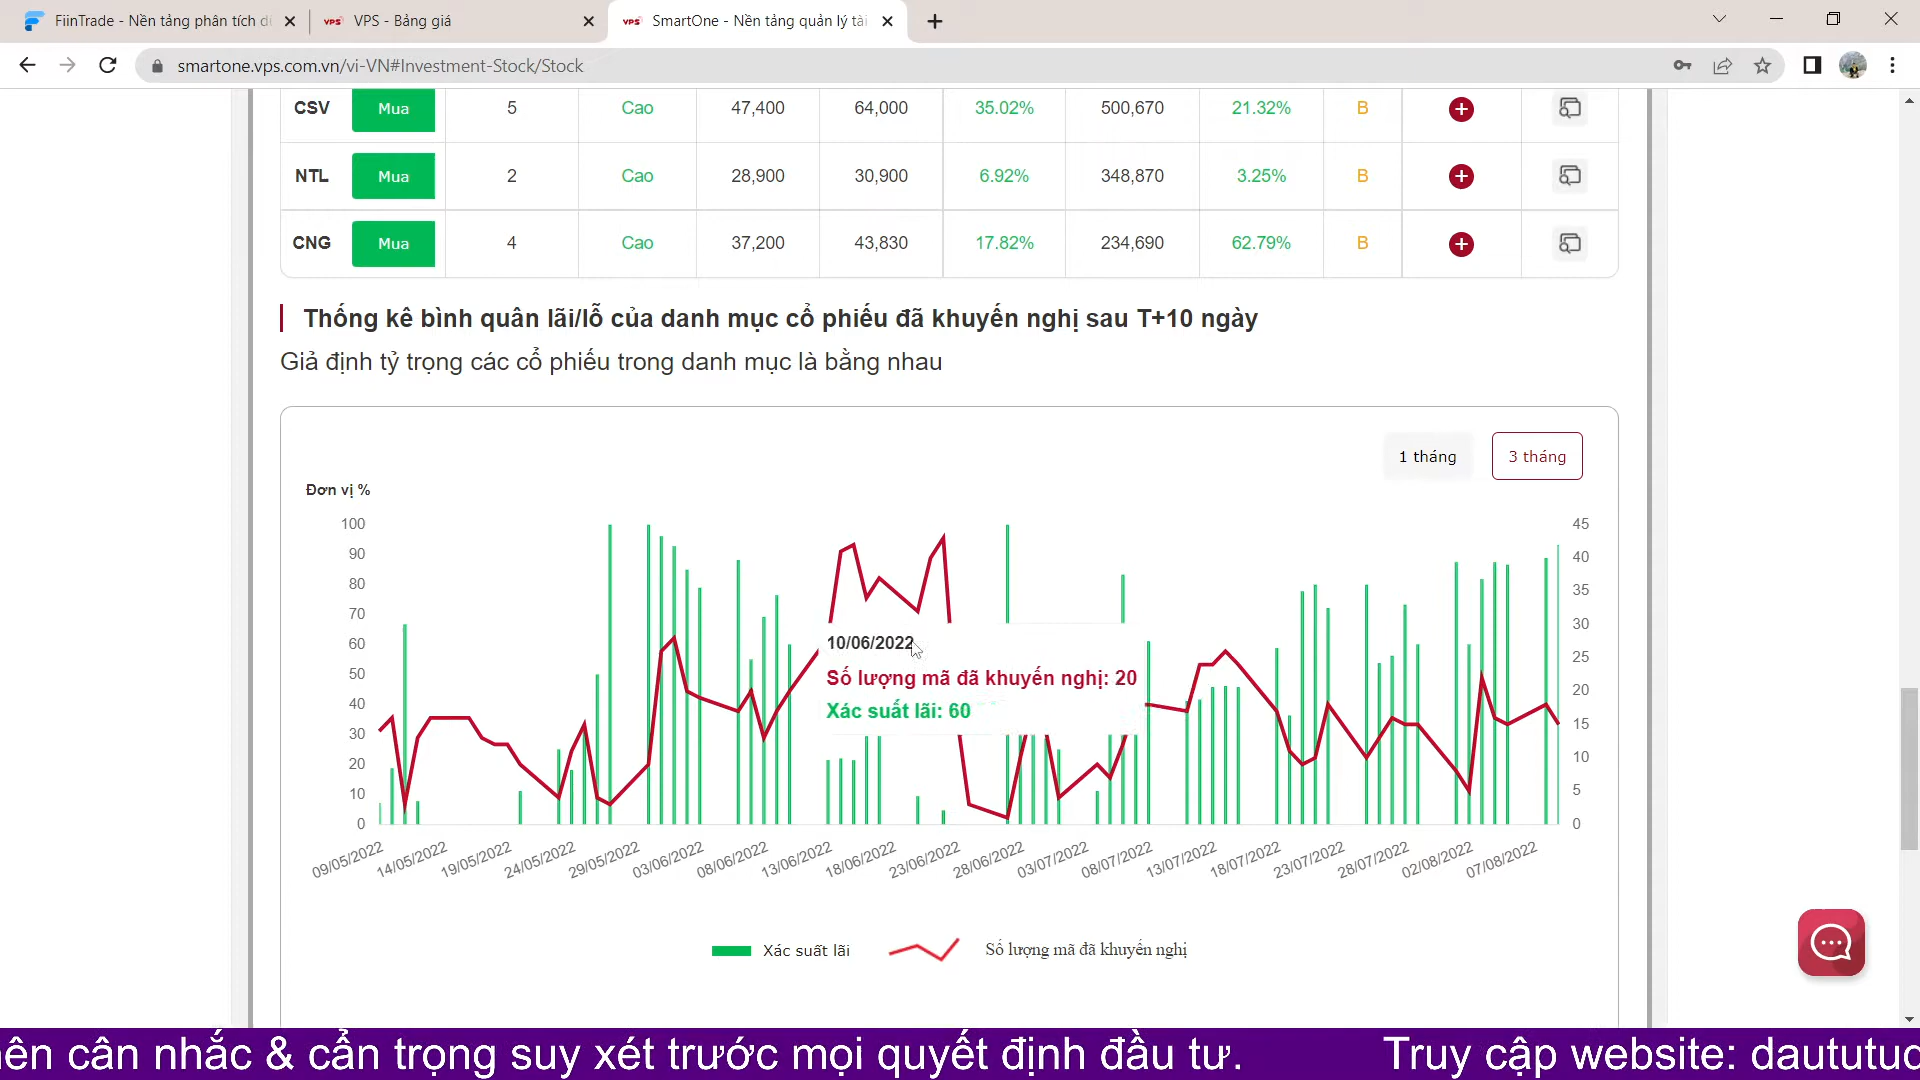 FiinTrade - Nền tảng phân tích d
VPS - Bảng giá
SmartOne - Nền tảng quản lý tài
smartone.vps.com.vn/vi-VN#Investment-Stock/Stock
CSV Mua 5 Cao 47,400 64,000 35.02% 500,670 21.32% B
NTL Mua 2 Cao 28,900 30,900 6.92% 348,870 3.25% B
CNG Mua 4 Cao 37,200 43,830 17.82% 234,690 62.79% B
Thống kê bình quân lãi/lỗ của danh mục cổ phiếu đã khuyến nghị sau T+10 ngày
Giả định tỷ trọng các cổ phiếu trong danh mục là bằng nhau
1 tháng 3 tháng
Đơn vị %
100 45
90 40
80 35
70 30
60 25
50 20
40 15
30 10
20 5
10 0
0
10/06/2022
Số lượng mã đã khuyến nghị: 20
Xác suất lãi: 60
09/05/2022 14/05/2022 19/05/2022 24/05/2022 29/05/2022 03/06/2022 08/06/2022 13/06/2022 18/06/2022 23/06/2022 28/06/2022 03/07/2022 08/07/2022 13/07/2022 18/07/2022 23/07/2022 28/07/2022 02/08/2022 07/08/2022
Xác suất lãi Số lượng mã đã khuyến nghị
ên cân nhắc & cẩn trọng suy xét trước mọi quyết định đầu tư. Truy cập website: daututuc